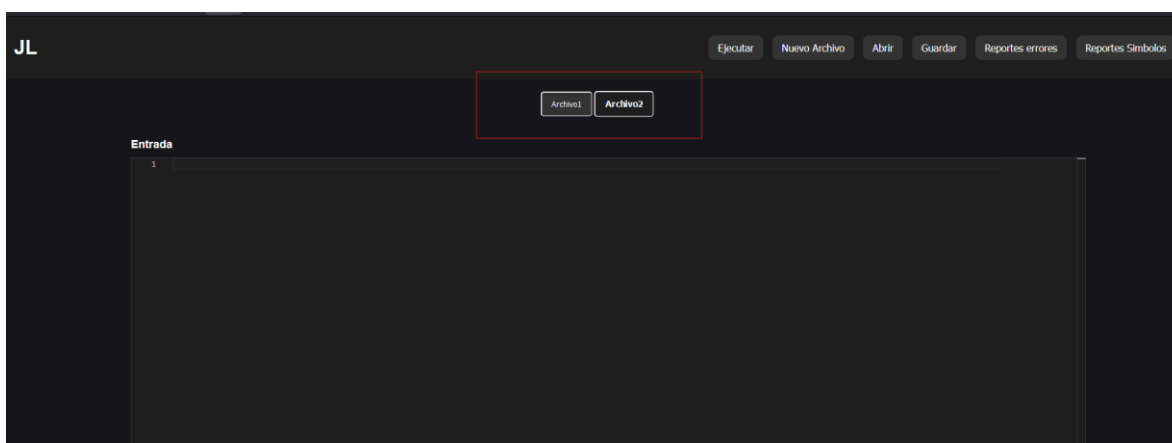 JL
Ejecutar Nuevo Archivo Abrir Guardar Reportes errores Reportes Simbolos
Archivo1 Archivo2
Entrada
1